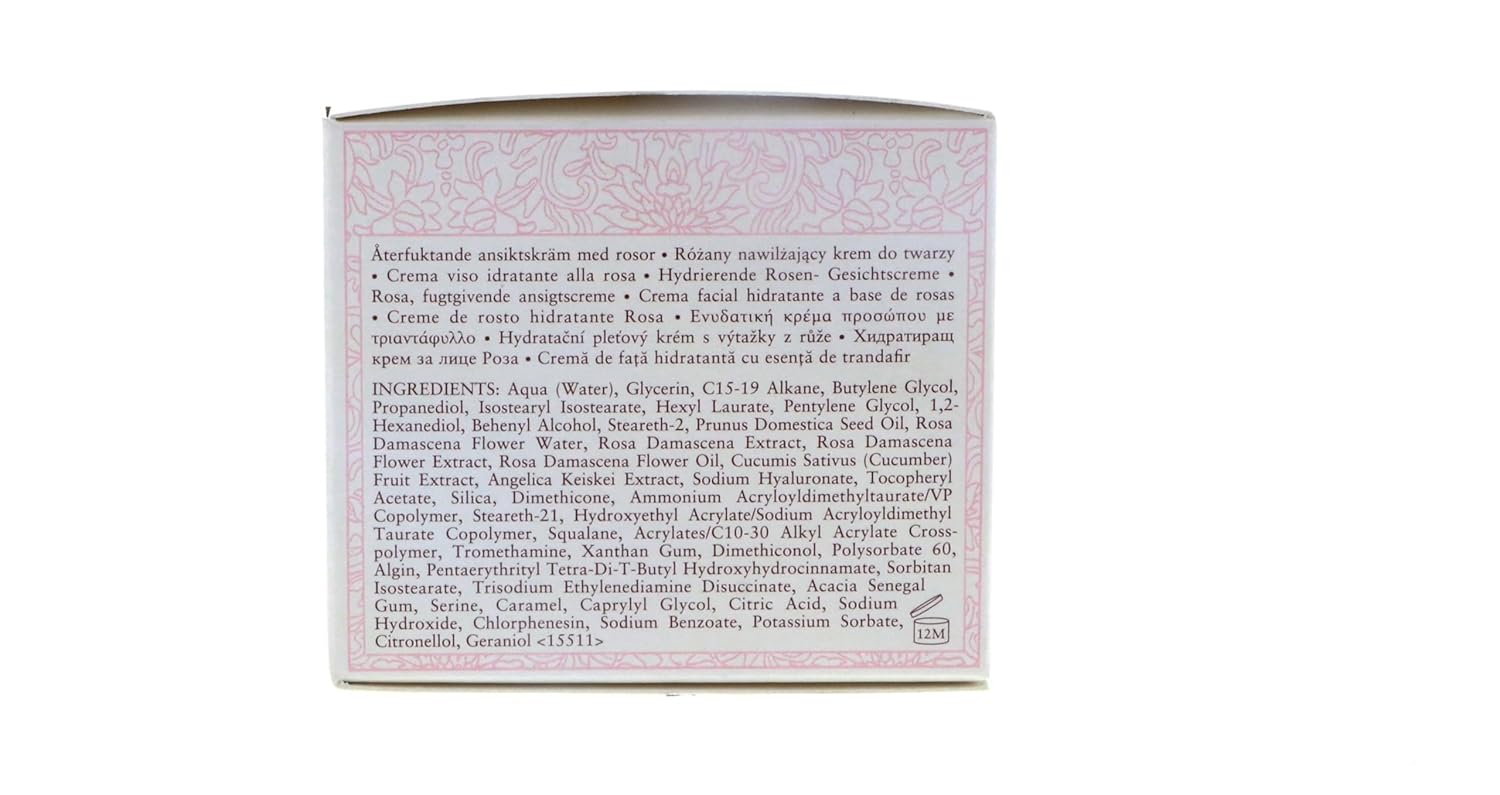 Återfuktande ansiktskräm med rosor • Różany nawilżający krem do twarzy
• Crema viso idratante alla rosa • Hydrierende Rosen- Gesichtscreme •
Rosa, fugtgivende ansigtscreme • Crema facial hidratante a base de rosas
• Creme de rosto hidratante Rosa • Ενυδατική κρέμα προσώπου με
τριαντάφυλλο • Hydratační pleťový krém s výtažky z růže • Хидратиращ
крем за лице Роза • Cremă de față hidratantă cu esență de trandafir
INGREDIENTS: Aqua (Water), Glycerin, C15-19 Alkane, Butylene Glycol,
Propanediol, Isostearyl Isostearate, Hexyl Laurate, Pentylene Glycol, 1,2-
Hexanediol, Behenyl Alcohol, Steareth-2, Prunus Domestica Seed Oil, Rosa
Damascena Flower Water, Rosa Damascena Extract, Rosa Damascena
Flower Extract, Rosa Damascena Flower Oil, Cucumis Sativus (Cucumber)
Fruit Extract, Angelica Keiskei Extract, Sodium Hyaluronate, Tocopheryl
Acetate, Silica, Dimethicone, Ammonium Acryloyldimethyltaurate/VP
Copolymer, Steareth-21, Hydroxyethyl Acrylate/Sodium Acryloyldimethyl
Taurate Copolymer, Squalane, Acrylates/C10-30 Alkyl Acrylate Cross-
polymer, Tromethamine, Xanthan Gum, Dimethiconol, Polysorbate 60,
Algin, Pentaerythrityl Tetra-Di-T-Butyl Hydroxyhydrocinnamate, Sorbitan
Isostearate, Trisodium Ethylenediamine Disuccinate, Acacia Senegal
Gum, Serine, Caramel, Caprylyl Glycol, Citric Acid, Sodium
Hydroxide, Chlorphenesin, Sodium Benzoate, Potassium Sorbate,
Citronellol, Geraniol <15511>
12M